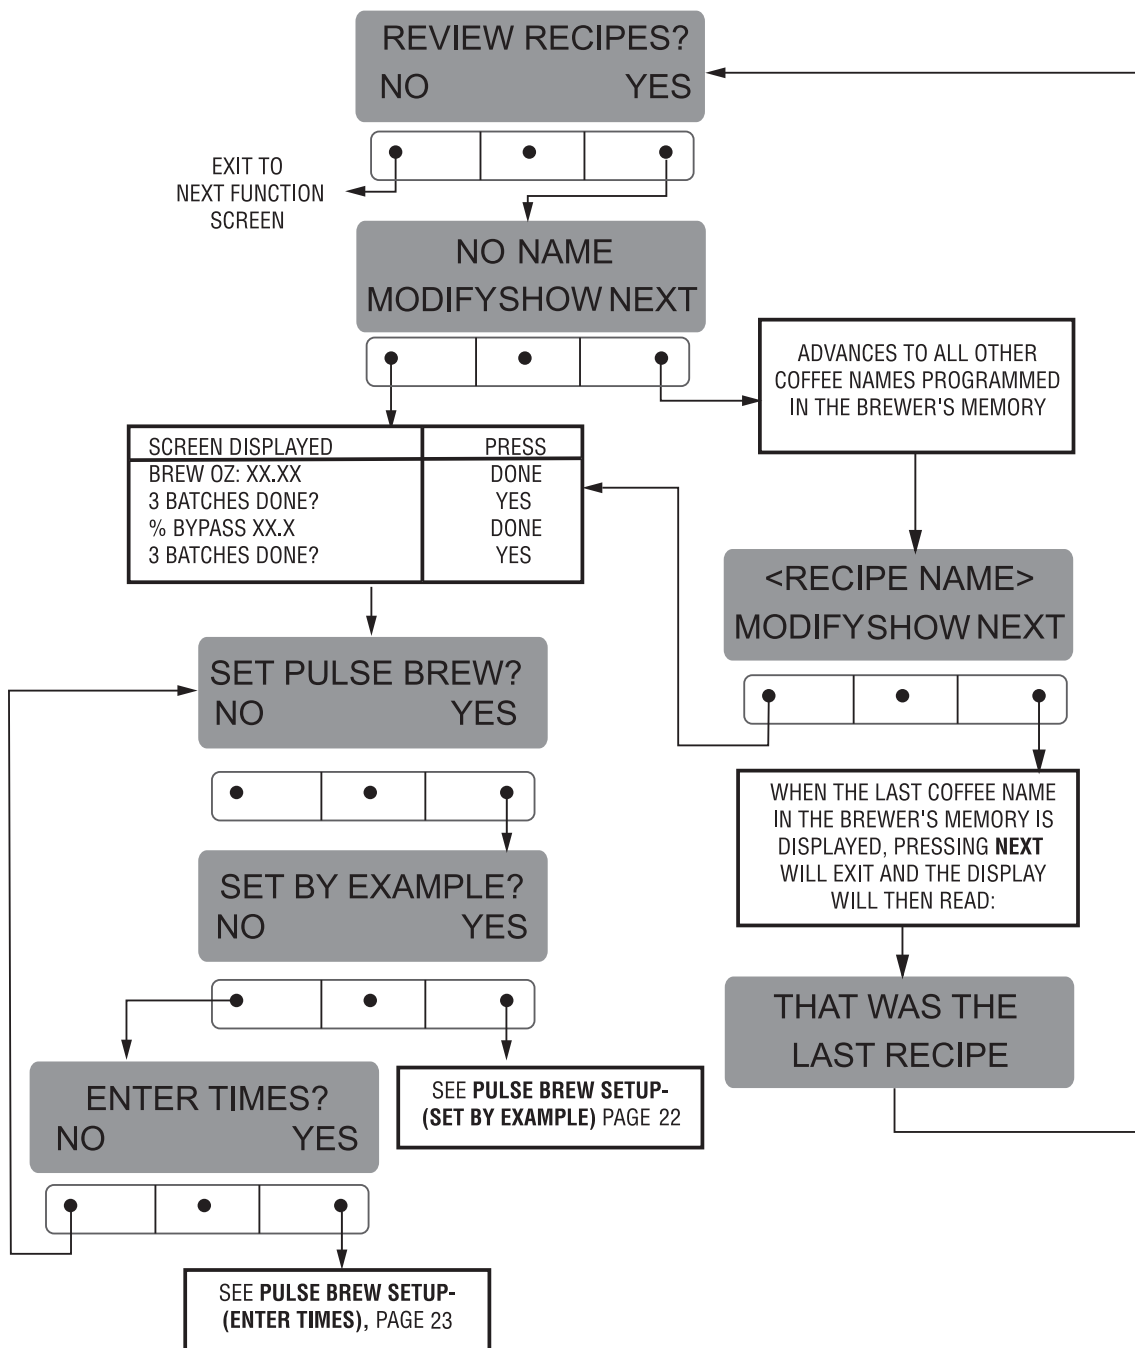 REVIEW RECIPES?
NO YES
EXIT TO
NEXT FUNCTION
SCREEN
NO NAME
MODIFY SHOW NEXT
ADVANCES TO ALL OTHER
COFFEE NAMES PROGRAMMED
IN THE BREWER'S MEMORY
SCREEN DISPLAYED PRESS
BREW OZ: XX.XX DONE
3 BATCHES DONE? YES
% BYPASS XX.X DONE
3 BATCHES DONE? YES
<RECIPE NAME>
MODIFY SHOW NEXT
SET PULSE BREW?
NO YES
WHEN THE LAST COFFEE NAME
IN THE BREWER'S MEMORY IS
DISPLAYED, PRESSING NEXT
WILL EXIT AND THE DISPLAY
WILL THEN READ:
SET BY EXAMPLE?
NO YES
THAT WAS THE
LAST RECIPE
ENTER TIMES?
NO YES
SEE PULSE BREW SETUP-
(SET BY EXAMPLE) PAGE 22
SEE PULSE BREW SETUP-
(ENTER TIMES), PAGE 23